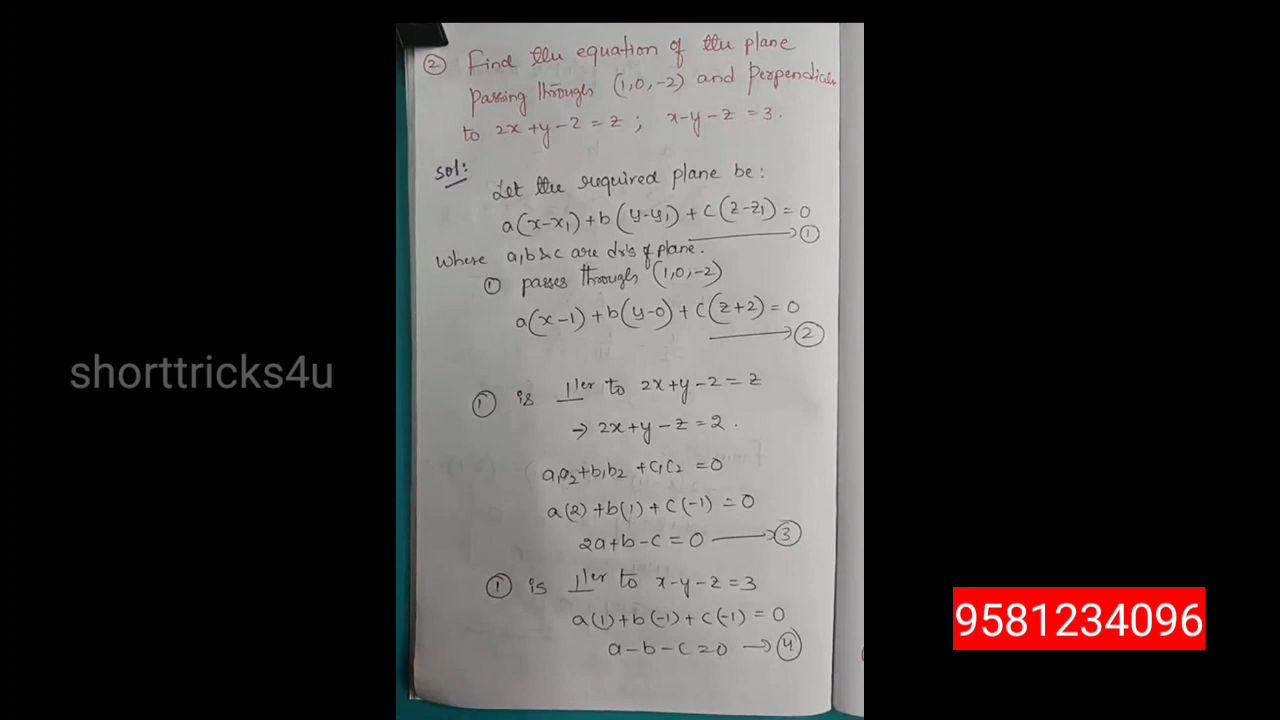 ② Find the equation of the plane
passing through (1,0,-2) and perpendicular
to 2x+y-2=z ; x-y-z=3.
Sol:
Let the required plane be:
a(x-x₁)+b(y-y₁)+c(z-z₁)=0
→①
where a,b&c are dr's of plane.
① passes through (1,0,-2)
a(x-1)+b(y-0)+c(z+2)=0
→②
shorttricks4u
① is ⊥ler to 2x+y-2=z
→ 2x+y-z=2.
a₁a₂+b₁b₂+c₁c₂=0
a(2)+b(1)+c(-1)=0
2a+b-c=0 →③
① is ⊥ler to x-y-z=3
a(1)+b(-1)+c(-1)=0
a-b-c=0 →④
9581234096